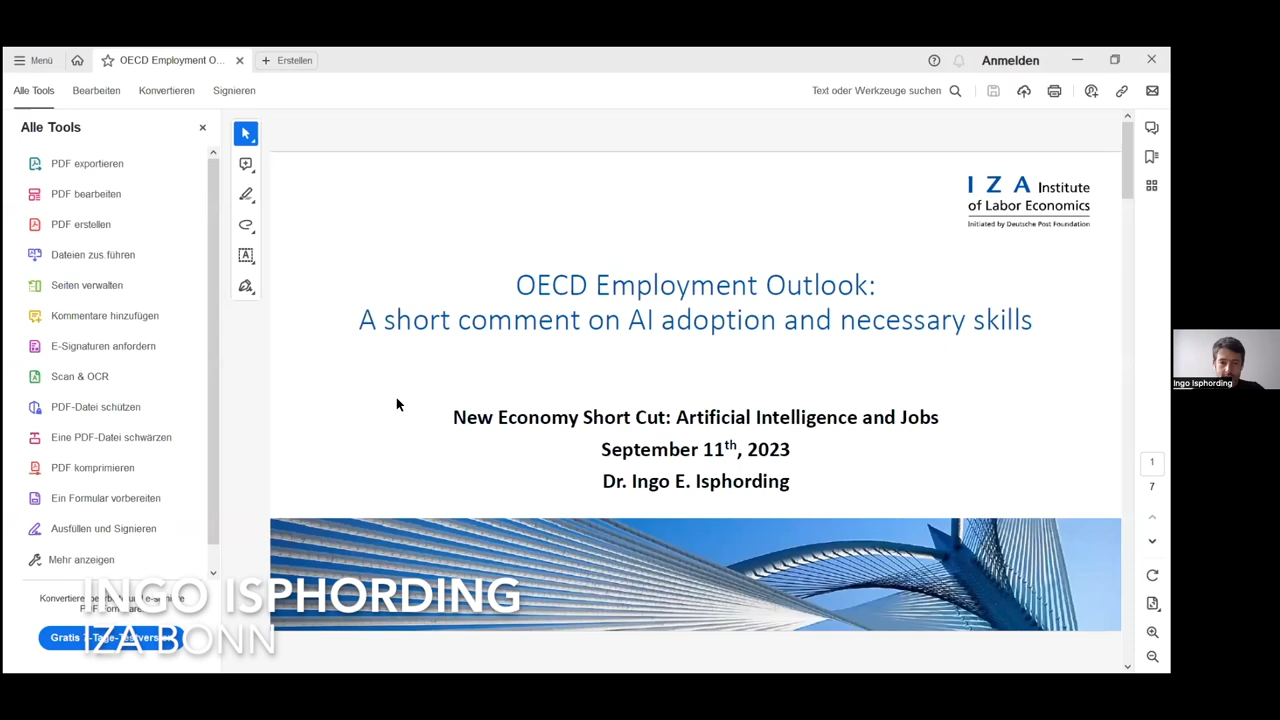 Menü
OECD Employment O...
Erstellen
Anmelden
Alle Tools
Bearbeiten
Konvertieren
Signieren
Text oder Werkzeuge suchen
Alle Tools
PDF exportieren
PDF bearbeiten
PDF erstellen
Dateien zus.führen
Seiten verwalten
Kommentare hinzufügen
E-Signaturen anfordern
Scan & OCR
PDF-Datei schützen
Eine PDF-Datei schwärzen
PDF komprimieren
Ein Formular vorbereiten
Ausfüllen und Signieren
Mehr anzeigen
I Z A Institute
of Labor Economics
Initiated by Deutsche Post Foundation
OECD Employment Outlook:
A short comment on AI adoption and necessary skills
New Economy Short Cut: Artificial Intelligence and Jobs
September 11th, 2023
Dr. Ingo E. Isphording
Ingo Isphording
1
7
INGO ISPHORDING
IZA BONN
Gratis 7-Tage-Testversion